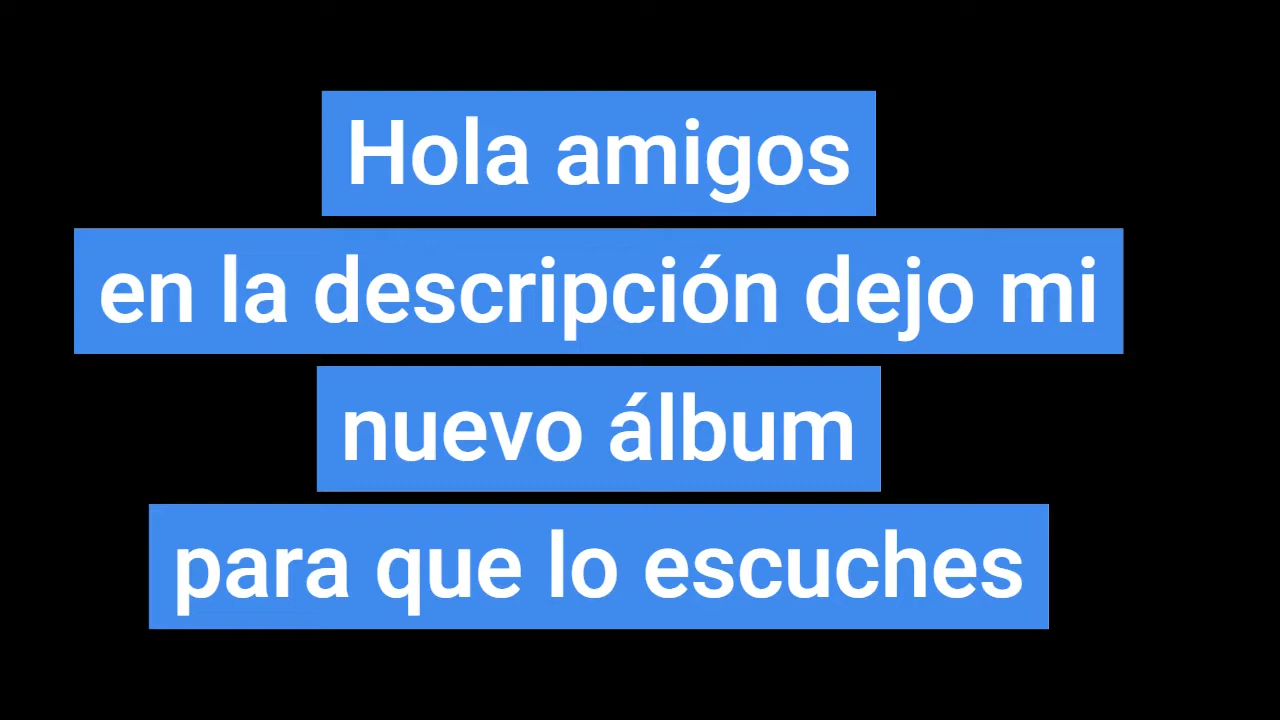 Hola amigos
en la descripción dejo mi
nuevo álbum
para que lo escuches